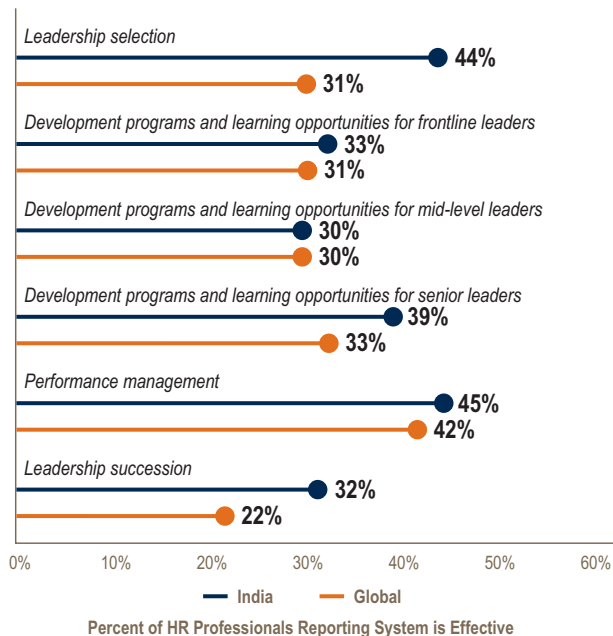 Leadership selection
44%
31%
Development programs and learning opportunities for frontline leaders
33%
31%
Development programs and learning opportunities for mid-level leaders
30%
30%
Development programs and learning opportunities for senior leaders
39%
33%
Performance management
45%
42%
Leadership succession
32%
22%
0% 10% 20% 30% 40% 50% 60%
India Global
Percent of HR Professionals Reporting System is Effective